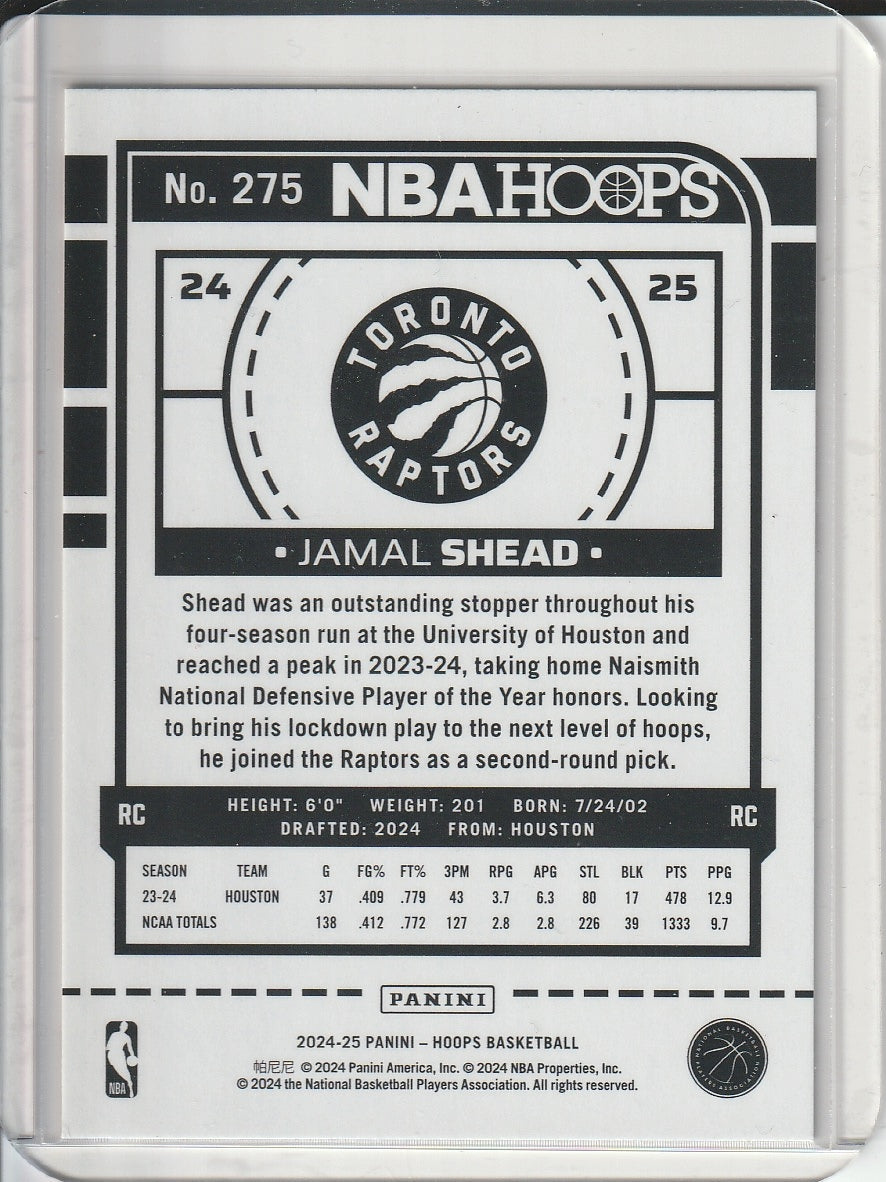 No. 275 NBA HOOPS
24 25
TORONTO
RAPTORS
• JAMAL SHEAD •
Shead was an outstanding stopper throughout his
four-season run at the University of Houston and
reached a peak in 2023-24, taking home Naismith
National Defensive Player of the Year honors. Looking
to bring his lockdown play to the next level of hoops,
he joined the Raptors as a second-round pick.
RC HEIGHT: 6'0" WEIGHT: 201 BORN: 7/24/02 RC
DRAFTED: 2024 FROM: HOUSTON
SEASON TEAM G FG% FT% 3PM RPG APG STL BLK PTS PPG
23-24 HOUSTON 37 .409 .779 43 3.7 6.3 80 17 478 12.9
NCAA TOTALS 138 .412 .772 127 2.8 2.8 226 39 1333 9.7
PANINI
2024-25 PANINI – HOOPS BASKETBALL
帕尼尼 © 2024 Panini America, Inc. © 2024 NBA Properties, Inc.
© 2024 the National Basketball Players Association. All rights reserved.
NBA
NATIONAL BASKETBALL
PLAYERS ASSOCIATION